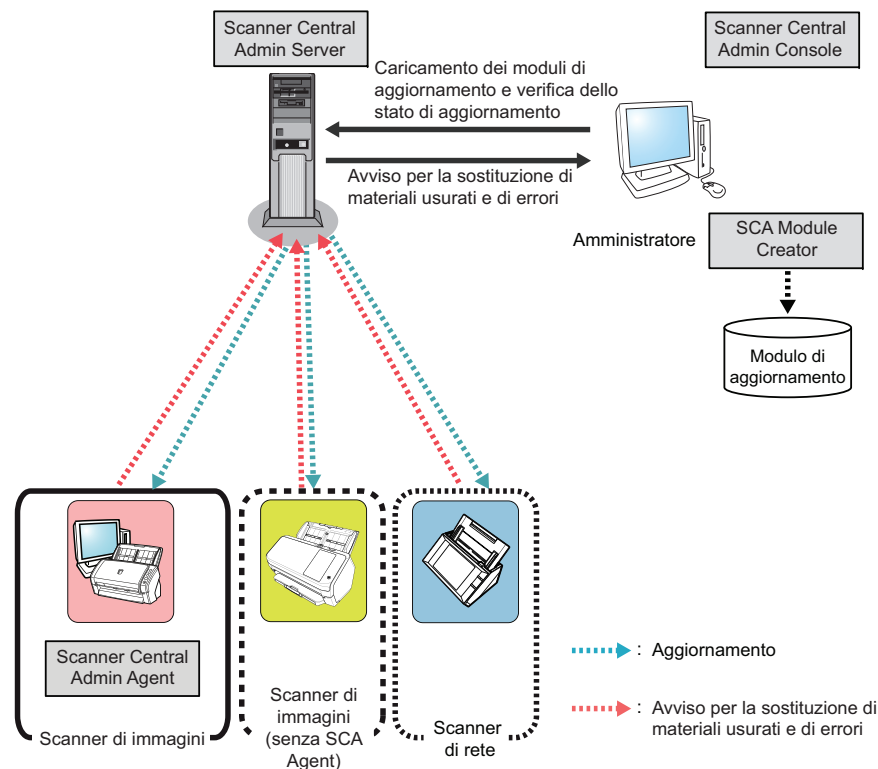 Scanner Central
Admin Server
Scanner Central
Admin Console
Caricamento dei moduli di
aggiornamento e verifica dello
stato di aggiornamento
Avviso per la sostituzione di
materiali usurati e di errori
Amministratore
SCA Module
Creator
Modulo di
aggiornamento
Scanner Central
Admin Agent
Scanner di immagini
Scanner di
immagini
(senza SCA
Agent)
Scanner
di rete
: Aggiornamento
: Avviso per la sostituzione di
materiali usurati e di errori